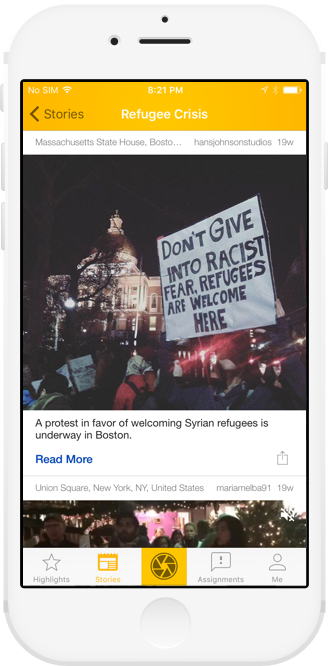 No SIM 8:21 PM
Stories Refugee Crisis
Massachusetts State House, Bosto... hansjohnsonstudios 19w
DON'T GIVE
INTO RACIST
FEAR. REFUGEES
ARE WELCOME
HERE
A protest in favor of welcoming Syrian refugees is
underway in Boston.
Read More
Union Square, New York, NY, United States mariamelba91 19w
Highlights Stories Assignments Me